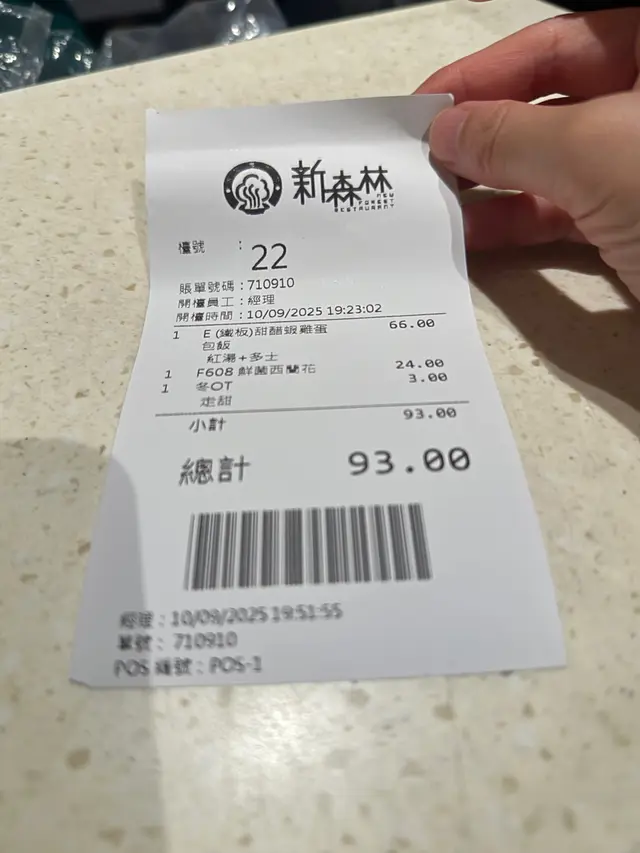 新森林
NEW
FOREST
RESTAURANT
檯號 : 22
賬單號碼 : 710910
開檯員工 : 經理
開檯時間 : 10/09/2025 19:23:02
1 E (鐵板)甜醋蝦雞蛋 66.00
包飯
紅湯+多士
1 F608 鮮菌西蘭花 24.00
1 冬OT 3.00
走甜
小計 93.00
總計 93.00
經理 : 10/09/2025 19:51:55
單號 : 710910
POS 編號 : POS-1